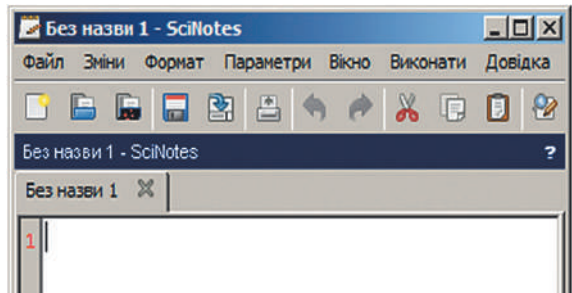 Без назви 1 - SciNotes
Файл Зміни Формат Параметри Вікно Виконати Довідка
Без назви 1 - SciNotes ?
Без назви 1
1